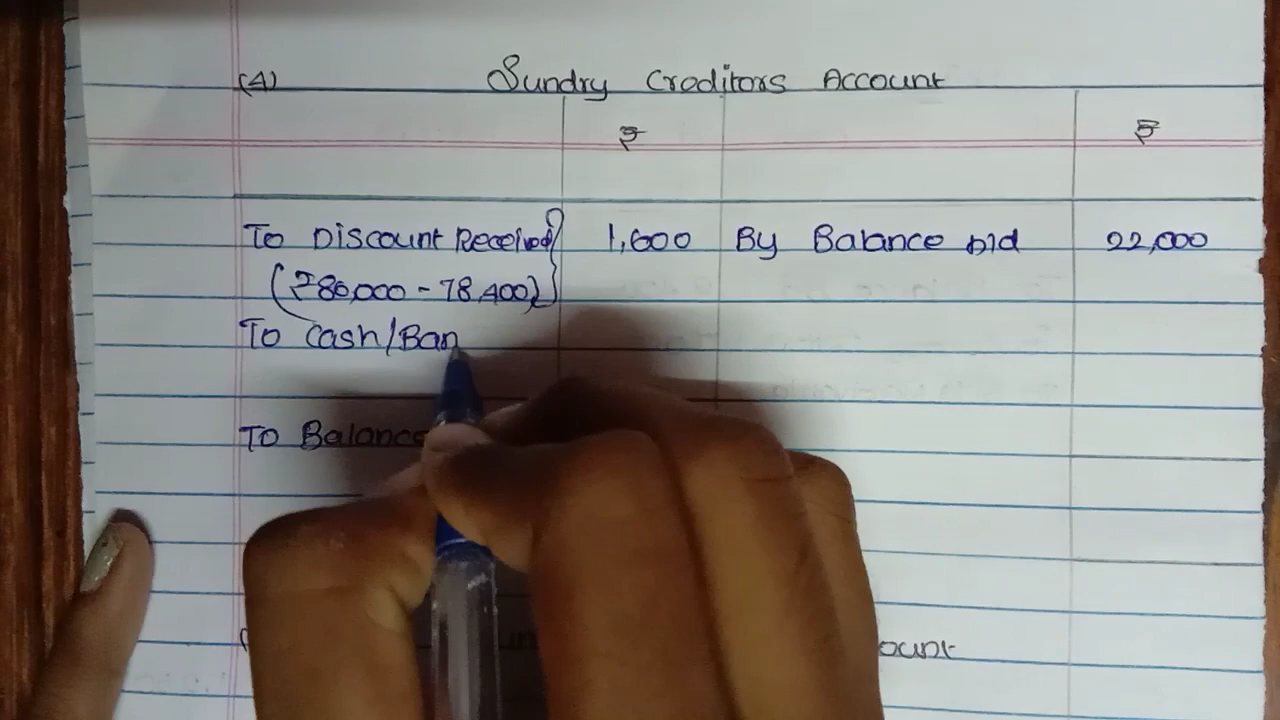 (4) Sundry Creditors Account
₹ ₹
To Discount Received 1,600 By Balance b/d 22,000
(₹80,000 - 78,400)
To Cash/Ban
To Balance
ount